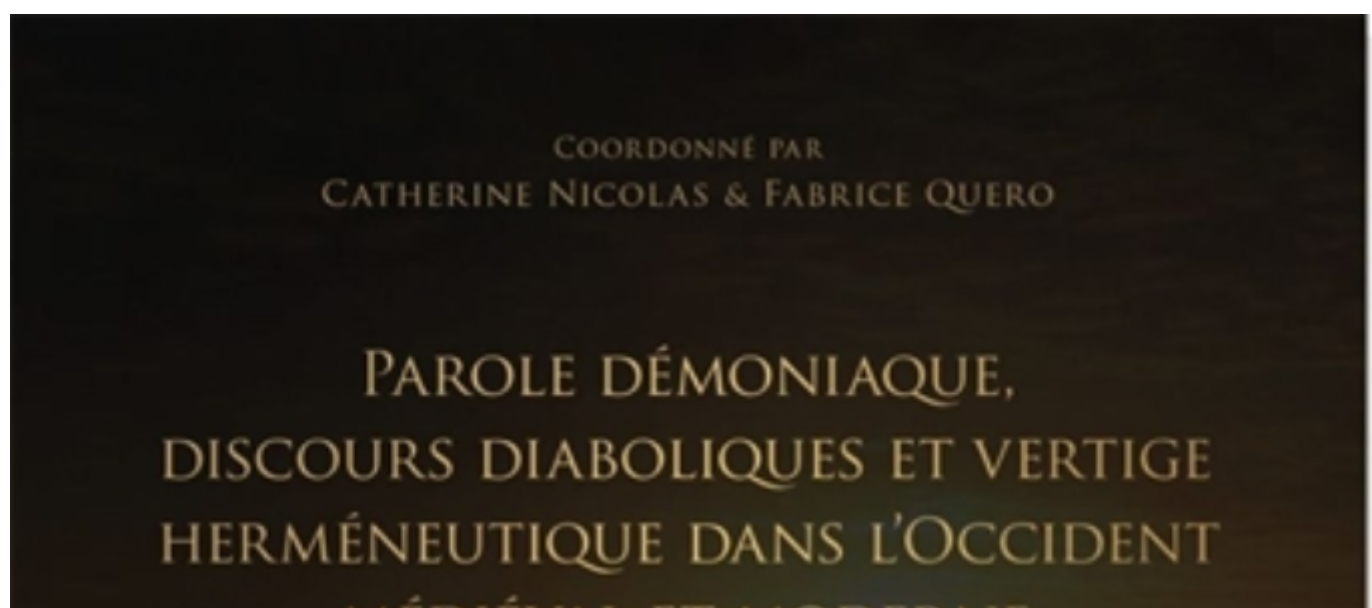 Coordonné par
Catherine Nicolas & Fabrice Quero
Parole démoniaque,
discours diaboliques et vertige
herméneutique dans l'Occident